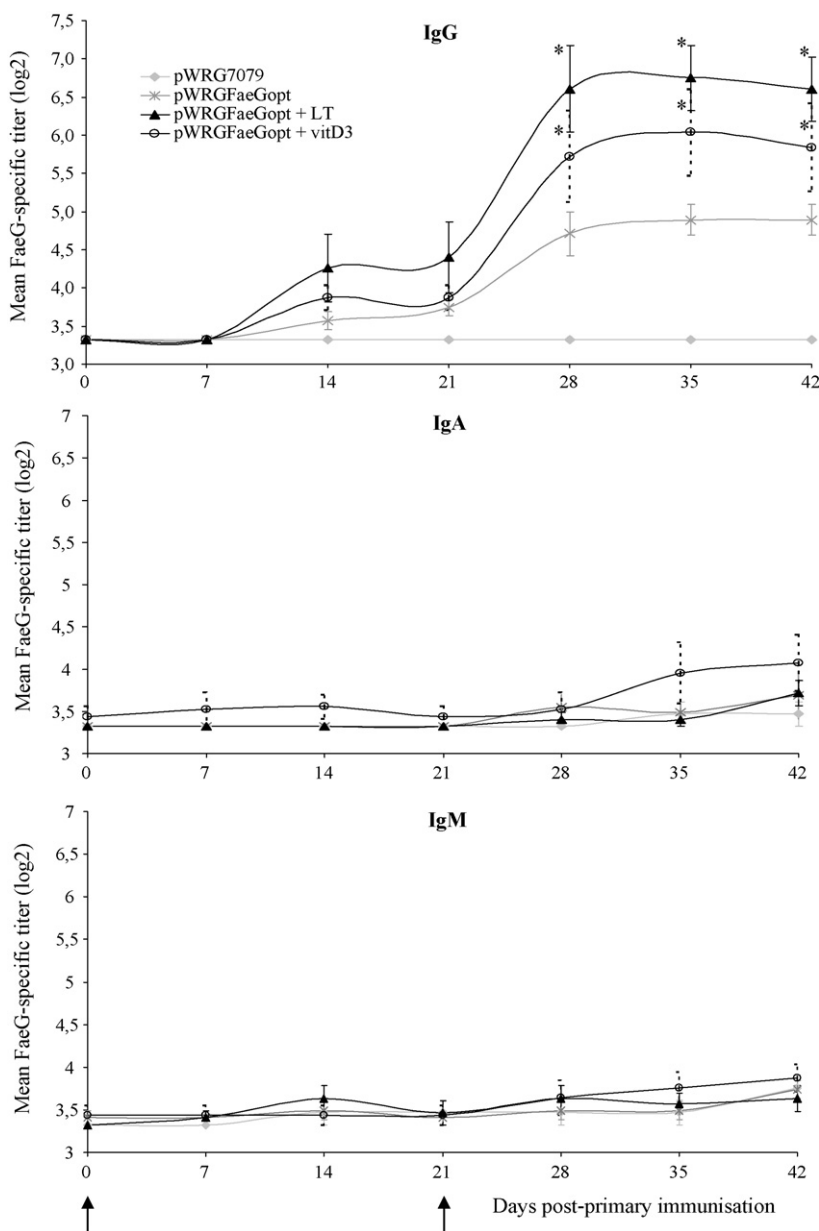 IgG
7,5
7,0
6,5
6,0
5,5
5,0
4,5
4,0
3,5
3,0
Mean FaeG-specific titer (log2)
pWRG7079
pWRGFaeGopt
pWRGFaeGopt + LT
pWRGFaeGopt + vitD3
* * *
* * *
0 7 14 21 28 35 42
IgA
7
6,5
6
5,5
5
4,5
4
3,5
3
Mean FaeG-specific titer (log2)
0 7 14 21 28 35 42
IgM
7
6,5
6
5,5
5
4,5
4
3,5
3
Mean FaeG-specific titer (log2)
0 7 14 21 28 35 42
Days post-primary immunisation